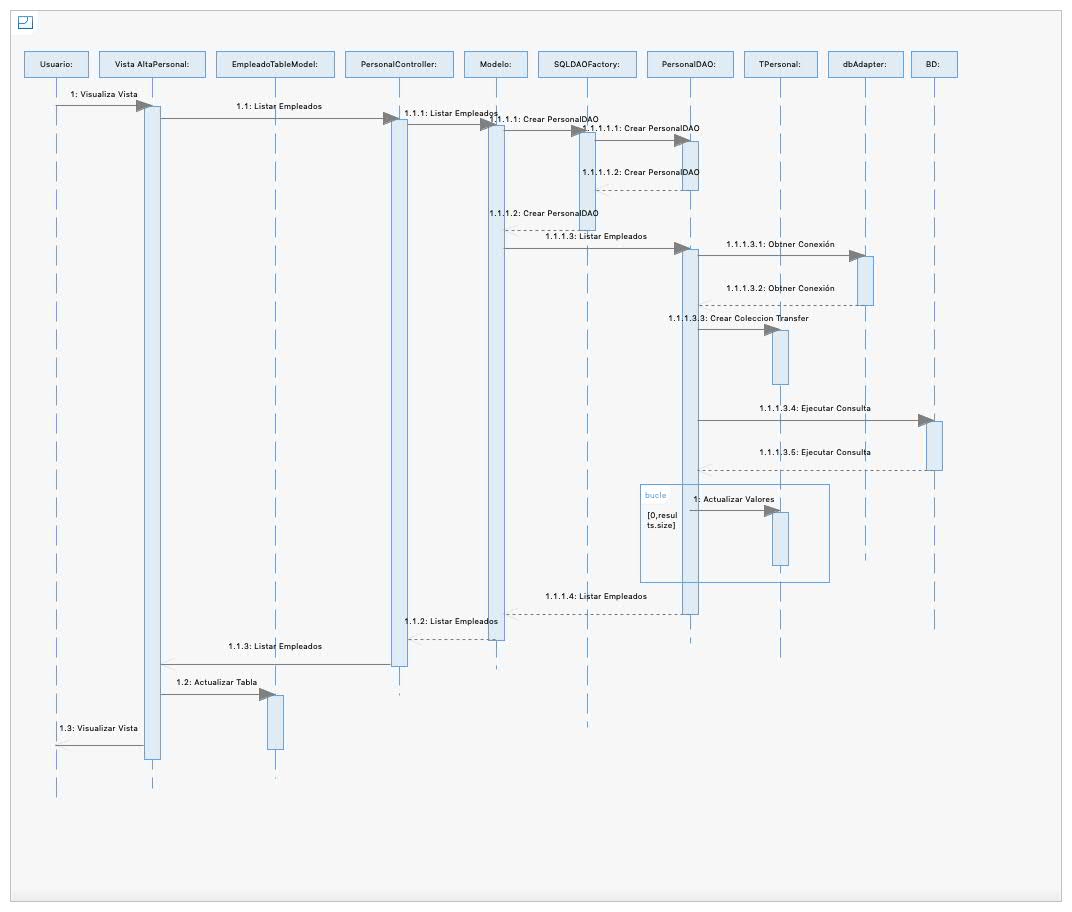 Usuario:
Vista AltaPersonal:
EmpleadoTableModel:
PersonalController:
Modelo:
SQLDAOFactory:
PersonalDAO:
TPersonal:
dbAdapter:
BD:
1: Visualiza Vista
1.1: Listar Empleados
1.1.1: Listar Empleados
1.1.1.1: Crear PersonalDAO
1.1.1.1.1: Crear PersonalDAO
1.1.1.1.2: Crear PersonalDAO
1.1.1.2: Crear PersonalDAO
1.1.1.3: Listar Empleados
1.1.1.3.1: Obtner Conexión
1.1.1.3.2: Obtner Conexión
1.1.1.3.3: Crear Coleccion Transfer
1.1.1.3.4: Ejecutar Consulta
1.1.1.3.5: Ejecutar Consulta
bucle
1: Actualizar Valores
[0,resul
ts.size]
1.1.1.4: Listar Empleados
1.1.2: Listar Empleados
1.1.3: Listar Empleados
1.2: Actualizar Tabla
1.3: Visualizar Vista